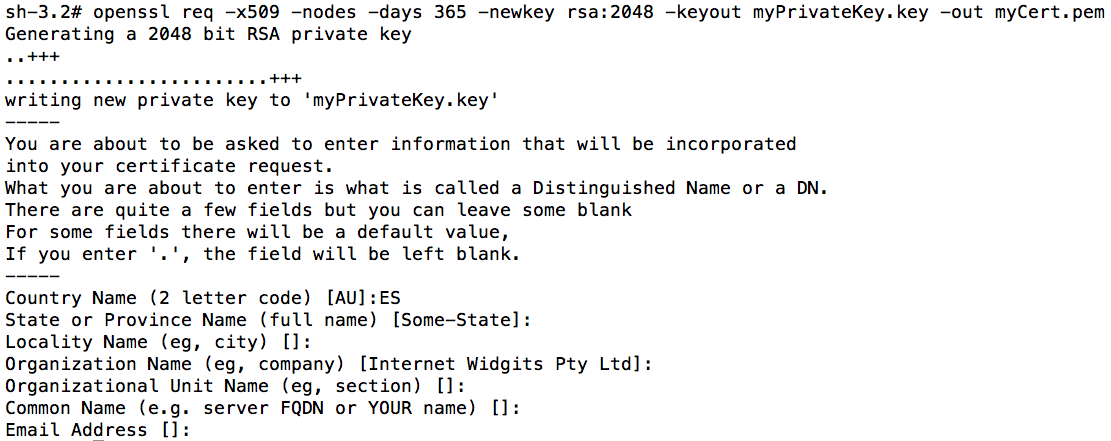 sh-3.2# openssl req -x509 -nodes -days 365 -newkey rsa:2048 -keyout myPrivateKey.key -out myCert.pem
Generating a 2048 bit RSA private key
..+++
........................+++
writing new private key to 'myPrivateKey.key'
-----
You are about to be asked to enter information that will be incorporated
into your certificate request.
What you are about to enter is what is called a Distinguished Name or a DN.
There are quite a few fields but you can leave some blank
For some fields there will be a default value,
If you enter '.', the field will be left blank.
-----
Country Name (2 letter code) [AU]:ES
State or Province Name (full name) [Some-State]:
Locality Name (eg, city) []:
Organization Name (eg, company) [Internet Widgits Pty Ltd]:
Organizational Unit Name (eg, section) []:
Common Name (e.g. server FQDN or YOUR name) []:
Email Address []: